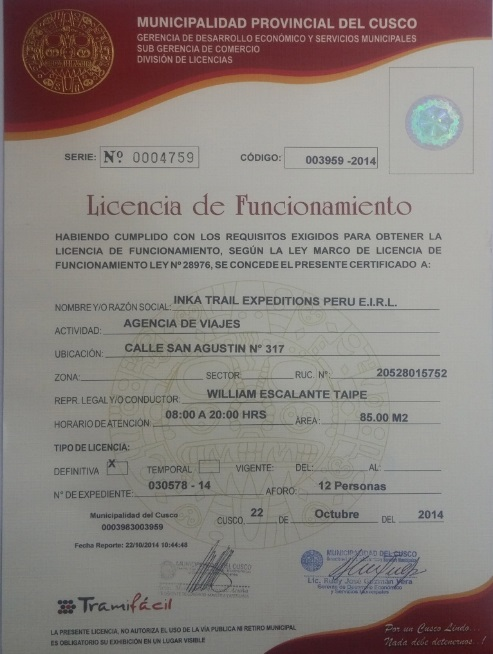 MUNICIPALIDAD PROVINCIAL DEL CUSCO
GERENCIA DE DESARROLLO ECONÓMICO Y SERVICIOS MUNICIPALES
SUB GERENCIA DE COMERCIO
DIVISIÓN DE LICENCIAS
SERIE: Nº 0004759 CÓDIGO: 003959 -2014
Licencia de Funcionamiento
HABIENDO CUMPLIDO CON LOS REQUISITOS EXIGIDOS PARA OBTENER LA
LICENCIA DE FUNCIONAMIENTO, SEGÚN LA LEY MARCO DE LICENCIA DE
FUNCIONAMIENTO LEY Nº 28976, SE CONCEDE EL PRESENTE CERTIFICADO A:
NOMBRE Y/O RAZÓN SOCIAL: INKA TRAIL EXPEDITIONS PERU E.I.R.L.
ACTIVIDAD: AGENCIA DE VIAJES
UBICACIÓN: CALLE SAN AGUSTIN N° 317
ZONA: SECTOR RUC. Nº 20528015752
REPR. LEGAL Y/O CONDUCTOR: WILLIAM ESCALANTE TAIPE
HORARIO DE ATENCIÓN 08:00 A 20:00 HRS ÁREA: 85.00 M2
TIPO DE LICENCIA:
DEFINITIVA X TEMPORAL VIGENTE: DEL: AL:
N° DE EXPEDIENTE: 030578 - 14 AFORO: 12 Personas
Municipalidad del Cusco
0003983003959
CUSCO, 22 DE Octubre DEL 2014
Fecha Reporte: 22/10/2014 18:44:48
MUNICIPALIDAD DEL CUSCO
Tramifácil
LA PRESENTE LICENCIA, NO AUTORIZA EL USO DE LA VÍA PUBLICA NI RETIRO MUNICIPAL
ES OBLIGATORIO SU EXHIBICIÓN EN UN LUGAR VISIBLE
Por un Cusco Lindo...
Nada debe detenernos..!